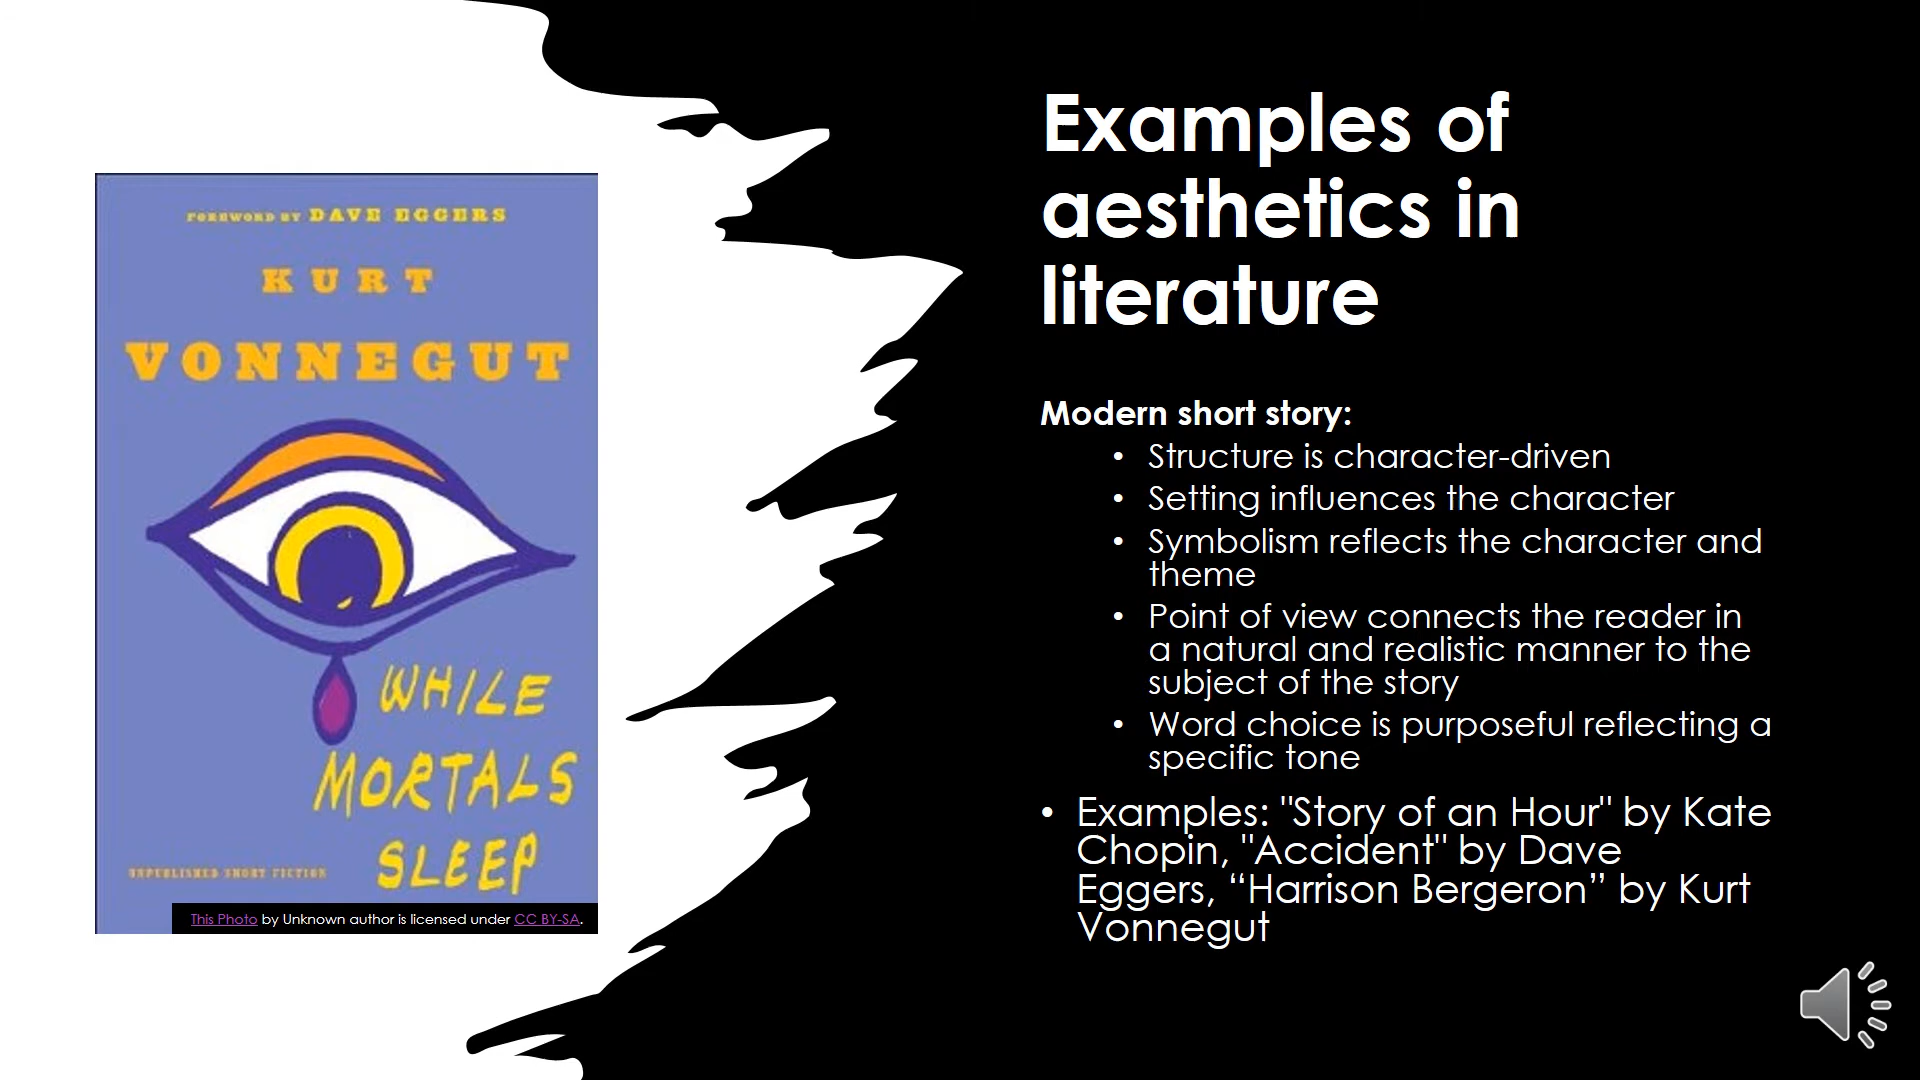 FOREWORD BY DAVE EGGERS
KURT
VONNEGUT
WHILE
MORTALS
SLEEP
UNPUBLISHED SHORT FICTION
This Photo by Unknown author is licensed under CC BY-SA.
Examples of
aesthetics in
literature
Modern short story:
• Structure is character-driven
• Setting influences the character
• Symbolism reflects the character and
theme
• Point of view connects the reader in
a natural and realistic manner to the
subject of the story
• Word choice is purposeful reflecting a
specific tone
• Examples: "Story of an Hour" by Kate
Chopin, "Accident" by Dave
Eggers, “Harrison Bergeron” by Kurt
Vonnegut